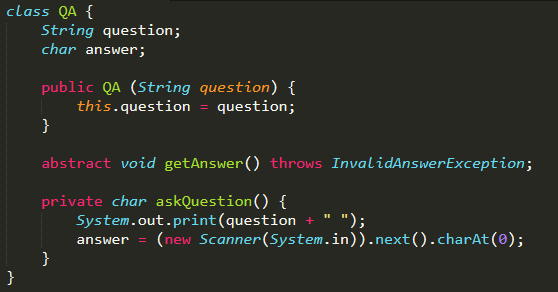 class QA {
    String question;
    char answer;

    public QA (String question) {
        this.question = question;
    }

    abstract void getAnswer() throws InvalidAnswerException;

    private char askQuestion() {
        System.out.print(question + " ");
        answer = (new Scanner(System.in)).next().charAt(0);
    }
}